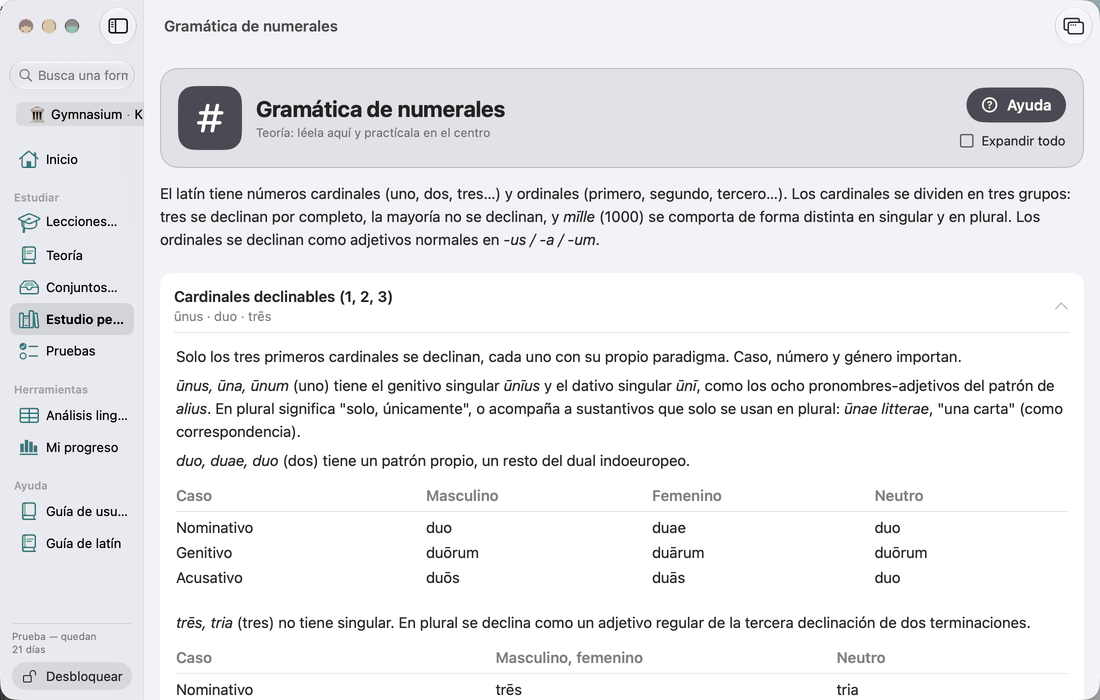 Gramática de numerales
Busca una forn
Gymnasium · K
Inicio
Estudiar
Lecciones...
Teoría
Conjuntos...
Estudio pe...
Pruebas
Herramientas
Análisis ling...
Mi progreso
Ayuda
Guía de usu...
Guía de latín
Prueba — quedan
21 días
Desbloquear
#
Gramática de numerales
Teoría: léela aquí y practícala en el centro
Ayuda
Expandir todo
El latín tiene números cardinales (uno, dos, tres...) y ordinales (primero, segundo, tercero...). Los cardinales se dividen en tres grupos:
tres se declinan por completo, la mayoría no se declinan, y mīlle (1000) se comporta de forma distinta en singular y en plural. Los
ordinales se declinan como adjetivos normales en -us / -a / -um.
Cardinales declinables (1, 2, 3)
ūnus · duo · trēs
Solo los tres primeros cardinales se declinan, cada uno con su propio paradigma. Caso, número y género importan.
ūnus, ūna, ūnum (uno) tiene el genitivo singular ūnīus y el dativo singular ūnī, como los ocho pronombres-adjetivos del patrón de
alius. En plural significa "solo, únicamente", o acompaña a sustantivos que solo se usan en plural: ūnae litterae, "una carta" (como
correspondencia).
duo, duae, duo (dos) tiene un patrón propio, un resto del dual indoeuropeo.
Caso Masculino Femenino Neutro
Nominativo duo duae duo
Genitivo duōrum duārum duōrum
Acusativo duōs duās duo
trēs, tria (tres) no tiene singular. En plural se declina como un adjetivo regular de la tercera declinación de dos terminaciones.
Caso Masculino, femenino Neutro
Nominativo trēs tria